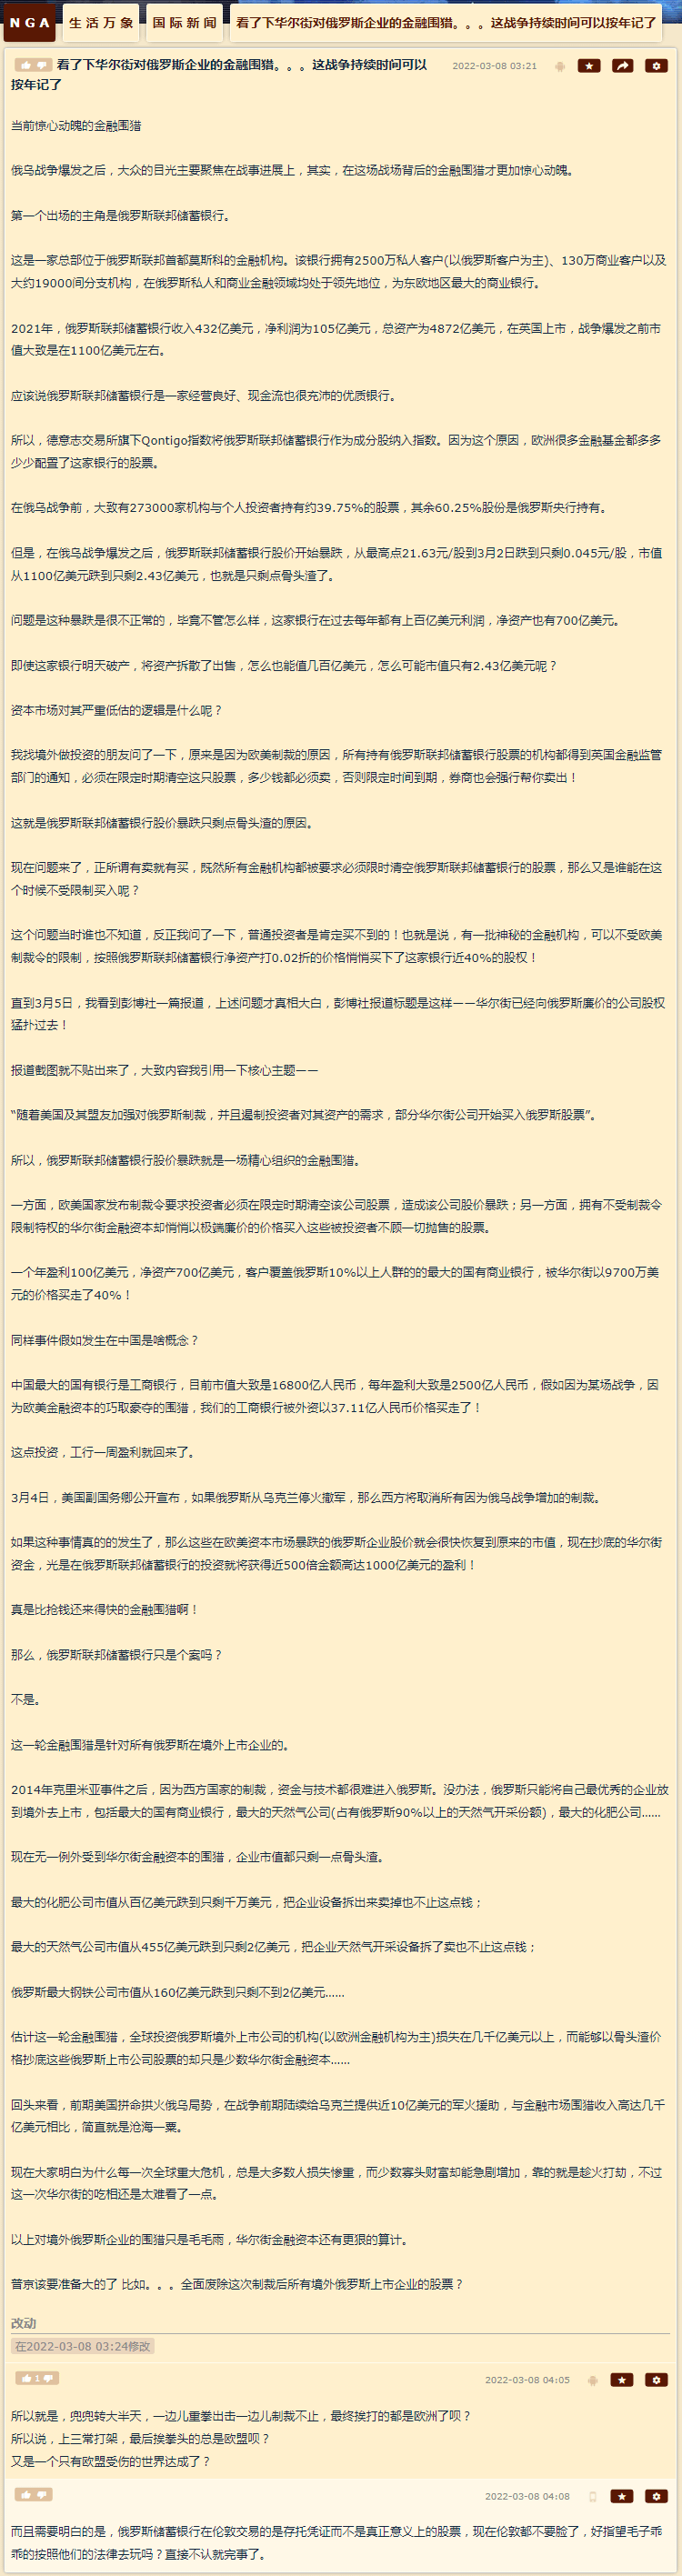 NGA 生活万象 国际新闻 看了下华尔街对俄罗斯企业的金融围猎。。。这战争持续时间可以按年记了
看了下华尔街对俄罗斯企业的金融围猎。。。这战争持续时间可以 2022-03-08 03:21
按年记了
当前惊心动魄的金融围猎
俄乌战争爆发之后，大众的目光主要聚焦在战事进展上，其实，在这场战场背后的金融围猎才更加惊心动魄。
第一个出场的主角是俄罗斯联邦储蓄银行。
这是一家总部位于俄罗斯联邦首都莫斯科的金融机构。该银行拥有2500万私人客户(以俄罗斯客户为主)、130万商业客户以及
大约19000间分支机构，在俄罗斯私人和商业金融领域均处于领先地位，为东欧地区最大的商业银行。
2021年，俄罗斯联邦储蓄银行收入432亿美元，净利润为105亿美元，总资产为4872亿美元，在英国上市，战争爆发之前市
值大致是在1100亿美元左右。
应该说俄罗斯联邦储蓄银行是一家经营良好、现金流也很充沛的优质银行。
所以，德意志交易所旗下Qontigo指数将俄罗斯联邦储蓄银行作为成分股纳入指数。因为这个原因，欧洲很多金融基金都多多
少少配置了这家银行的股票。
在俄乌战争前，大致有273000家机构与个人投资者持有约39.75%的股票，其余60.25%股份是俄罗斯央行持有。
但是，在俄乌战争爆发之后，俄罗斯联邦储蓄银行股价开始暴跌，从最高点21.63元/股到3月2日跌到只剩0.045元/股，市值
从1100亿美元跌到只剩2.43亿美元，也就是只剩点骨头渣了。
问题是这种暴跌是很不正常的，毕竟不管怎么样，这家银行在过去每年都有上百亿美元利润，净资产也有700亿美元。
即使这家银行明天破产，将资产拆散了出售，怎么也能值几百亿美元，怎么可能市值只有2.43亿美元呢？
资本市场对其严重低估的逻辑是什么呢？
我找境外做投资的朋友问了一下，原来是因为欧美制裁的原因，所有持有俄罗斯联邦储蓄银行股票的机构都得到英国金融监管
部门的通知，必须在限定时期清空这只股票，多少钱都必须卖，否则限定时间到期，券商也会强行帮你卖出！
这就是俄罗斯联邦储蓄银行股价暴跌只剩点骨头渣的原因。
现在问题来了，正所谓有卖就有买，既然所有金融机构都被要求必须限时清空俄罗斯联邦储蓄银行的股票，那么又是谁能在这
个时候不受限制买入呢？
这个问题当时谁也不知道，反正我问了一下，普通投资者是肯定买不到的！也就是说，有一批神秘的金融机构，可以不受欧美
制裁令的限制，按照俄罗斯联邦储蓄银行净资产打0.02折的价格悄悄买下了这家银行近40%的股权！
直到3月5日，我看到彭博社一篇报道，上述问题才真相大白，彭博社报道标题是这样——华尔街已经向俄罗斯廉价的公司股权
猛扑过去！
报道截图就不贴出来了，大致内容我引用一下核心主题——
“随着美国及其盟友加强对俄罗斯制裁，并且遏制投资者对其资产的需求，部分华尔街公司开始买入俄罗斯股票”。
所以，俄罗斯联邦储蓄银行股价暴跌就是一场精心组织的金融围猎。
一方面，欧美国家发布制裁令要求投资者必须在限定时期清空该公司股票，造成该公司股价暴跌；另一方面，拥有不受制裁令
限制特权的华尔街金融资本却悄悄以极端廉价的价格买入这些被投资者不顾一切抛售的股票。
一个年盈利100亿美元，净资产700亿美元，客户覆盖俄罗斯10%以上人群的的最大的国有商业银行，被华尔街以9700万美
元的价格买走了40%！
同样事件假如发生在中国是啥概念？
中国最大的国有银行是工商银行，目前市值大致是16800亿人民币，每年盈利大致是2500亿人民币，假如因为某场战争，因
为欧美金融资本的巧取豪夺的围猎，我们的工商银行被外资以37.11亿人民币价格买走了！
这点投资，工行一周盈利就回来了。
3月4日，美国副国务卿公开宣布，如果俄罗斯从乌克兰停火撤军，那么西方将取消所有因为俄乌战争增加的制裁。
如果这种事情真的的发生了，那么这些在欧美资本市场暴跌的俄罗斯企业股价就会很快恢复到原来的市值，现在抄底的华尔街
资金，光是在俄罗斯联邦储蓄银行的投资就将获得近500倍金额高达1000亿美元的盈利！
真是比抢钱还来得快的金融围猎啊！
那么，俄罗斯联邦储蓄银行只是个案吗？
不是。
这一轮金融围猎是针对所有俄罗斯在境外上市企业的。
2014年克里米亚事件之后，因为西方国家的制裁，资金与技术都很难进入俄罗斯。没办法，俄罗斯只能将自己最优秀的企业放
到境外去上市，包括最大的国有商业银行，最大的天然气公司(占有俄罗斯90%以上的天然气开采份额)，最大的化肥公司......
现在无一例外受到华尔街金融资本的围猎，企业市值都只剩一点骨头渣。
最大的化肥公司市值从百亿美元跌到只剩千万美元，把企业设备拆出来卖掉也不止这点钱；
最大的天然气公司市值从455亿美元跌到只剩2亿美元，把企业天然气开采设备拆了卖也不止这点钱；
俄罗斯最大钢铁公司市值从160亿美元跌到只剩不到2亿美元......
估计这一轮金融围猎，全球投资俄罗斯境外上市公司的机构(以欧洲金融机构为主)损失在几千亿美元以上，而能够以骨头渣价
格抄底这些俄罗斯上市公司股票的却只是少数华尔街金融资本......
回头来看，前期美国拼命拱火俄乌局势，在战争前期陆续给乌克兰提供近10亿美元的军火援助，与金融市场围猎收入高达几千
亿美元相比，简直就是沧海一粟。
现在大家明白为什么每一次全球重大危机，总是大多数人损失惨重，而少数寡头财富却能急剧增加，靠的就是趁火打劫，不过
这一次华尔街的吃相还是太难看了一点。
以上对境外俄罗斯企业的围猎只是毛毛雨，华尔街金融资本还有更狠的算计。
普京该要准备大的了 比如。。。全面废除这次制裁后所有境外俄罗斯上市企业的股票？
改动
在2022-03-08 03:24修改
1 2022-03-08 04:05
所以就是，兜兜转大半天，一边儿重拳出击一边儿制裁不止，最终挨打的都是欧洲了呗？
所以说，上三常打架，最后挨拳头的总是欧盟呗？
又是一个只有欧盟受伤的世界达成了？
2022-03-08 04:08
而且需要明白的是，俄罗斯储蓄银行在伦敦交易的是存托凭证而不是真正意义上的股票，现在伦敦都不要脸了，好指望毛子乖
乖的按照他们的法律去玩吗？直接不认就完事了。